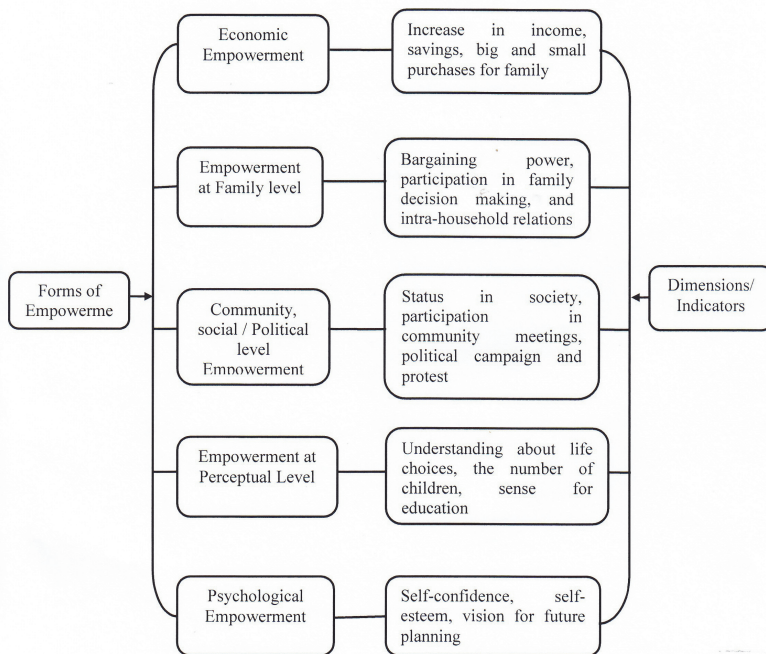 Economic
Empowerment
Increase in income,
savings, big and small
purchases for family
Empowerment
at Family level
Bargaining power,
participation in family
decision making, and
intra-household relations
Forms of
Empowerme
Community,
social / Political
level
Empowerment
Status in society,
participation in
community meetings,
political campaign and
protest
Dimensions/
Indicators
Empowerment at
Perceptual Level
Understanding about life
choices, the number of
children, sense for
education
Psychological
Empowerment
Self-confidence, self-
esteem, vision for future
planning